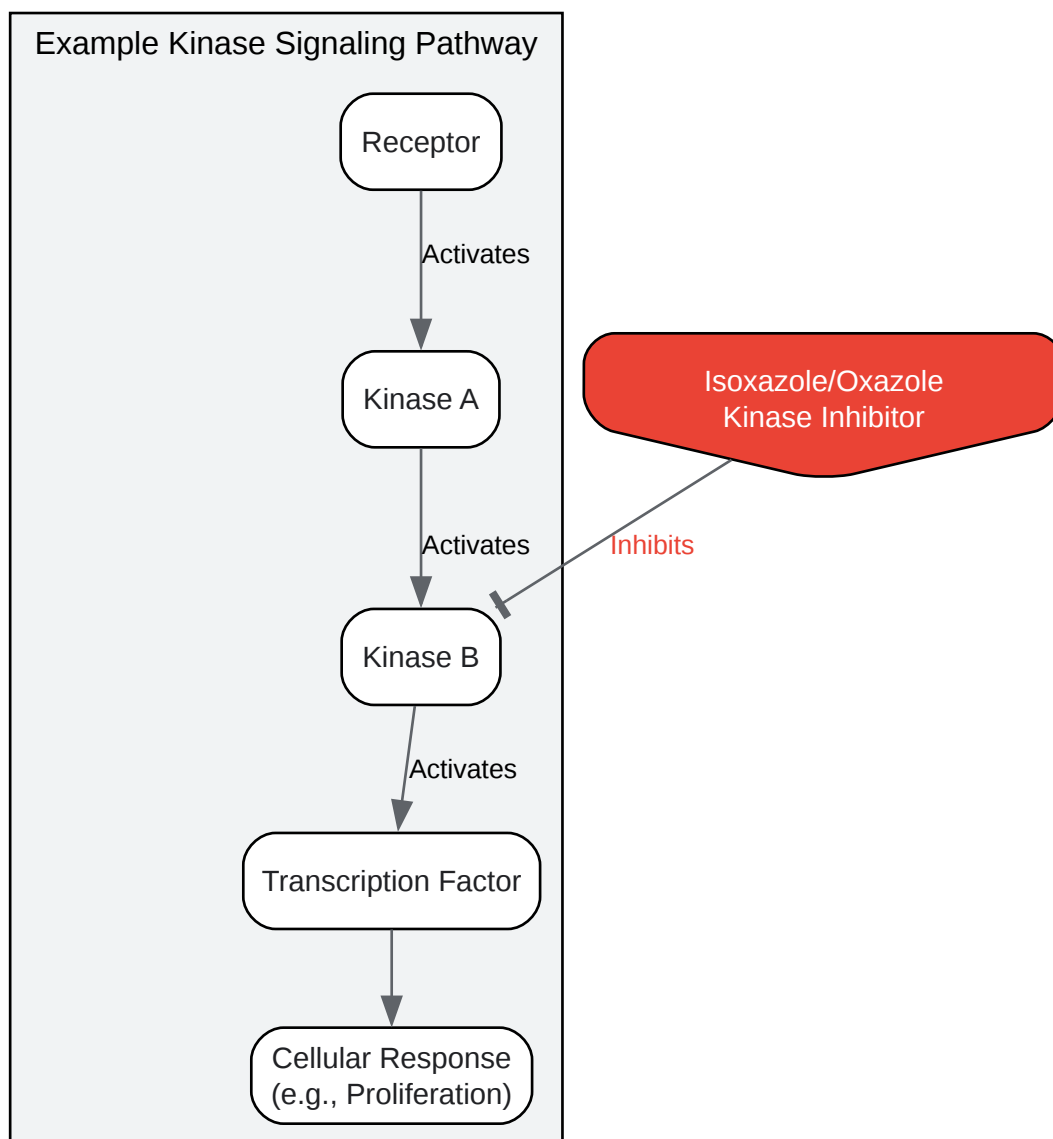 Example Kinase Signaling Pathway
Receptor
Activates
Kinase A
Isoxazole/Oxazole
Kinase Inhibitor
Activates
Inhibits
Kinase B
Activates
Transcription Factor
Cellular Response
(e.g., Proliferation)